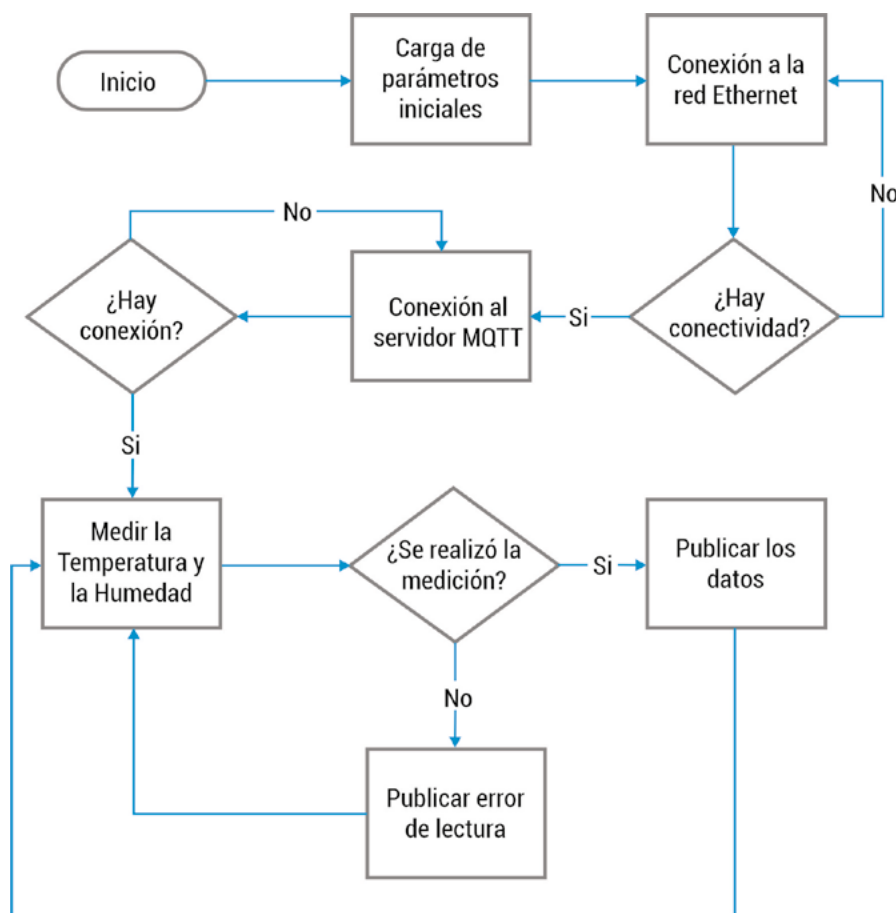 Inicio
Carga de
parámetros
iniciales
Conexión a la
red Ethernet
No
No
¿Hay
conexión?
Conexión al
servidor MQTT
Si
¿Hay
conectividad?
Si
Medir la
Temperatura y
la Humedad
¿Se realizó la
medición?
Si
Publicar los
datos
No
Publicar error
de lectura